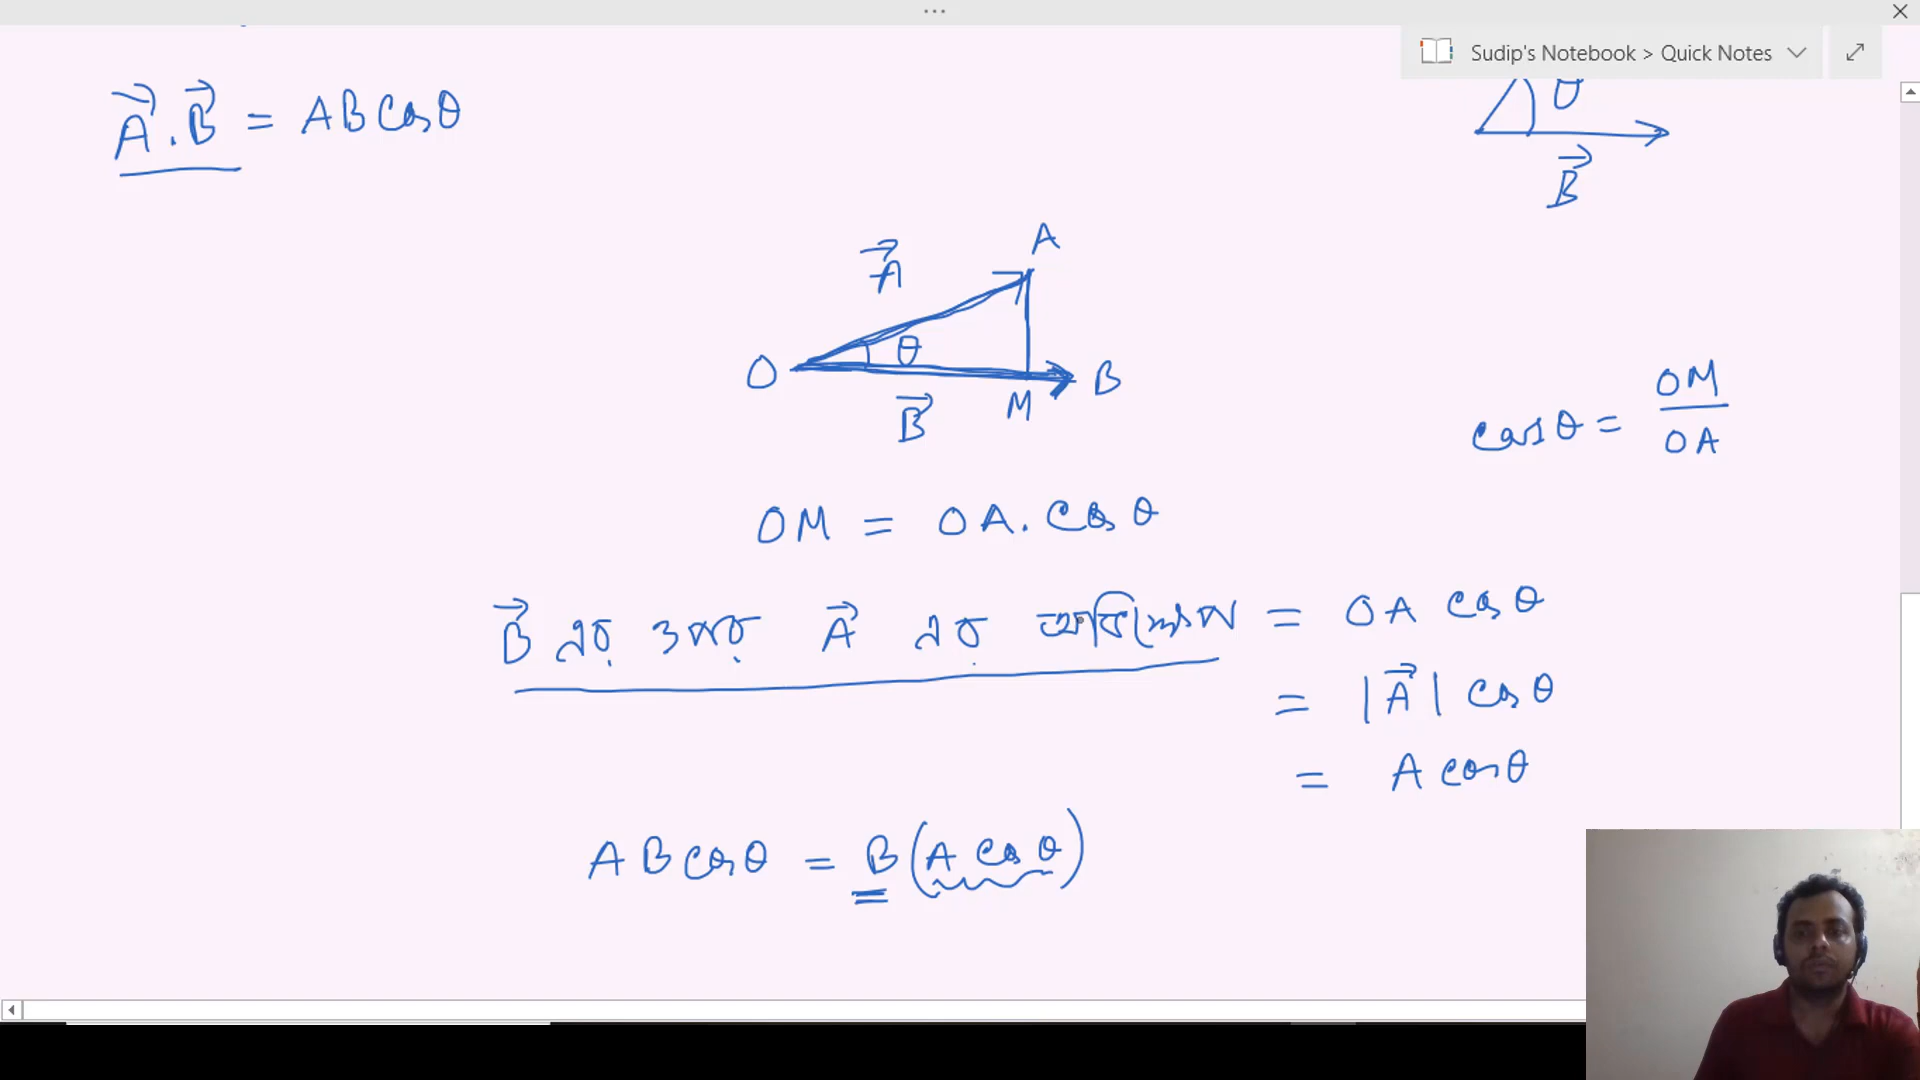 Sudip's Notebook > Quick Notes
A⃗ . B⃗ = AB cosθ
θ
B⃗
A
A⃗
θ
O
B
B⃗
M
cosθ = OM/OA
OM = OA. cosθ
B⃗ এর ওপর A⃗ এর অভিক্ষেপ = OA cosθ
= |A⃗| cosθ
= A cosθ
AB cosθ = B(A cosθ)